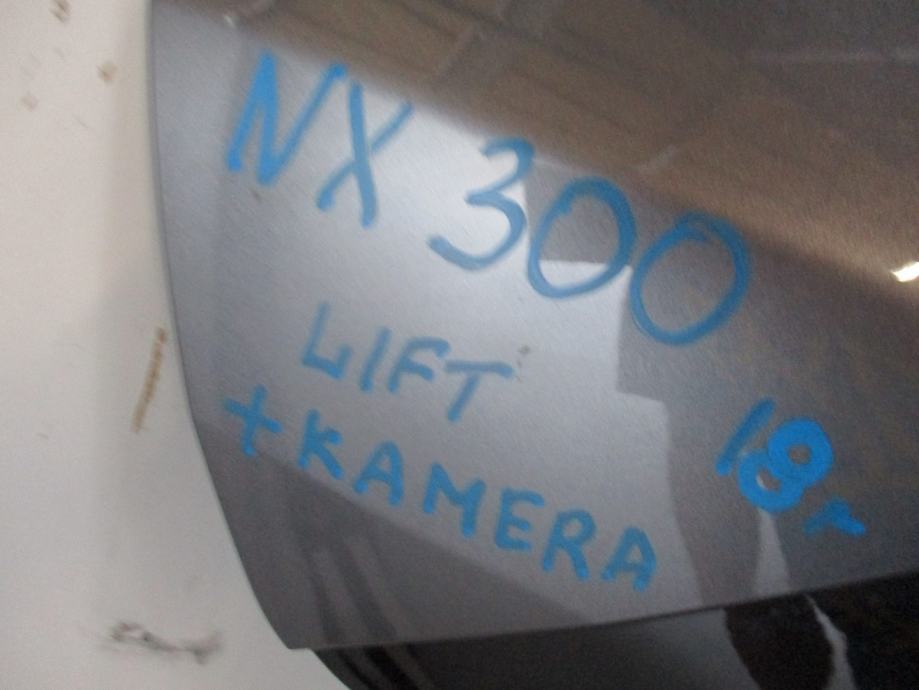 NX 300
LIFT
+KAMERA
18r